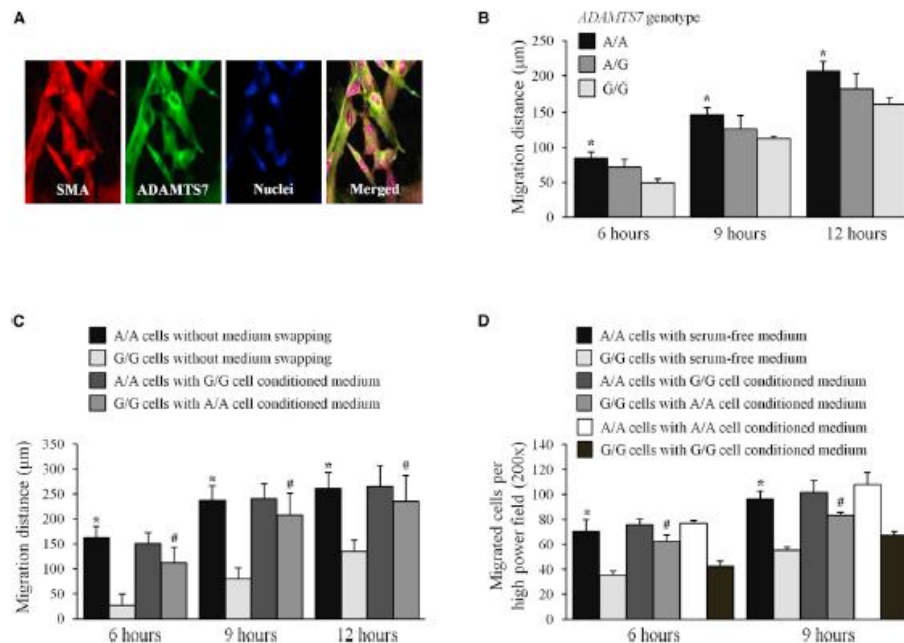 A
SMA
ADAMTS7
Nuclei
Merged
B
ADAMTS7 genotype
A/A
A/G
G/G
Migration distance (µm)
250
200
150
100
50
0
*
*
*
6 hours
9 hours
12 hours
C
A/A cells without medium swapping
G/G cells without medium swapping
A/A cells with G/G cell conditioned medium
G/G cells with A/A cell conditioned medium
Migration distance (µm)
350
300
250
200
150
100
50
0
*
#
*
#
*
#
6 hours
9 hours
12 hours
D
A/A cells with serum-free medium
G/G cells with serum-free medium
A/A cells with G/G cell conditioned medium
G/G cells with A/A cell conditioned medium
A/A cells with A/A cell conditioned medium
G/G cells with G/G cell conditioned medium
Migrated cells per
high power field (200x)
140
120
100
80
60
40
20
0
*
#
*
#
6 hours
9 hours